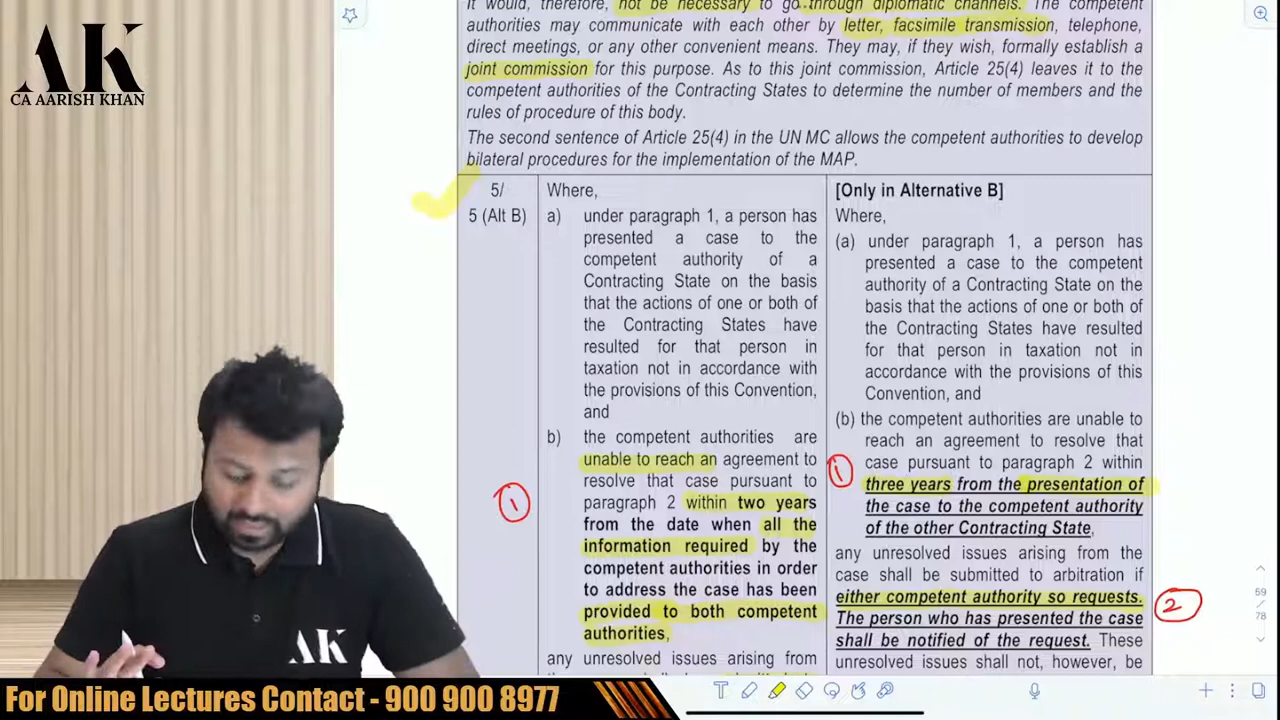 AK
CA AARISH KHAN
It would, therefore, not be necessary to go through diplomatic channels. The competent
authorities may communicate with each other by letter, facsimile transmission, telephone,
direct meetings, or any other convenient means. They may, if they wish, formally establish a
joint commission for this purpose. As to this joint commission, Article 25(4) leaves it to the
competent authorities of the Contracting States to determine the number of members and the
rules of procedure of this body.
The second sentence of Article 25(4) in the UN MC allows the competent authorities to develop
bilateral procedures for the implementation of the MAP.
5/
5 (Alt B)
Where,
a) under paragraph 1, a person has
presented a case to the
competent authority of a
Contracting State on the basis
that the actions of one or both of
the Contracting States have
resulted for that person in
taxation not in accordance with
the provisions of this Convention,
and
b) the competent authorities are
unable to reach an agreement to
resolve that case pursuant to
paragraph 2 within two years
from the date when all the
information required by the
competent authorities in order
to address the case has been
provided to both competent
authorities,
any unresolved issues arising from
1
[Only in Alternative B]
Where,
(a) under paragraph 1, a person has
presented a case to the competent
authority of a Contracting State on the
basis that the actions of one or both of
the Contracting States have resulted
for that person in taxation not in
accordance with the provisions of this
Convention, and
(b) the competent authorities are unable to
reach an agreement to resolve that
case pursuant to paragraph 2 within
three years from the presentation of
the case to the competent authority
of the other Contracting State,
any unresolved issues arising from the
case shall be submitted to arbitration if
either competent authority so requests.
The person who has presented the case
shall be notified of the request. These
unresolved issues shall not, however, be
1
2
59
/
78
AK
For Online Lectures Contact - 900 900 8977